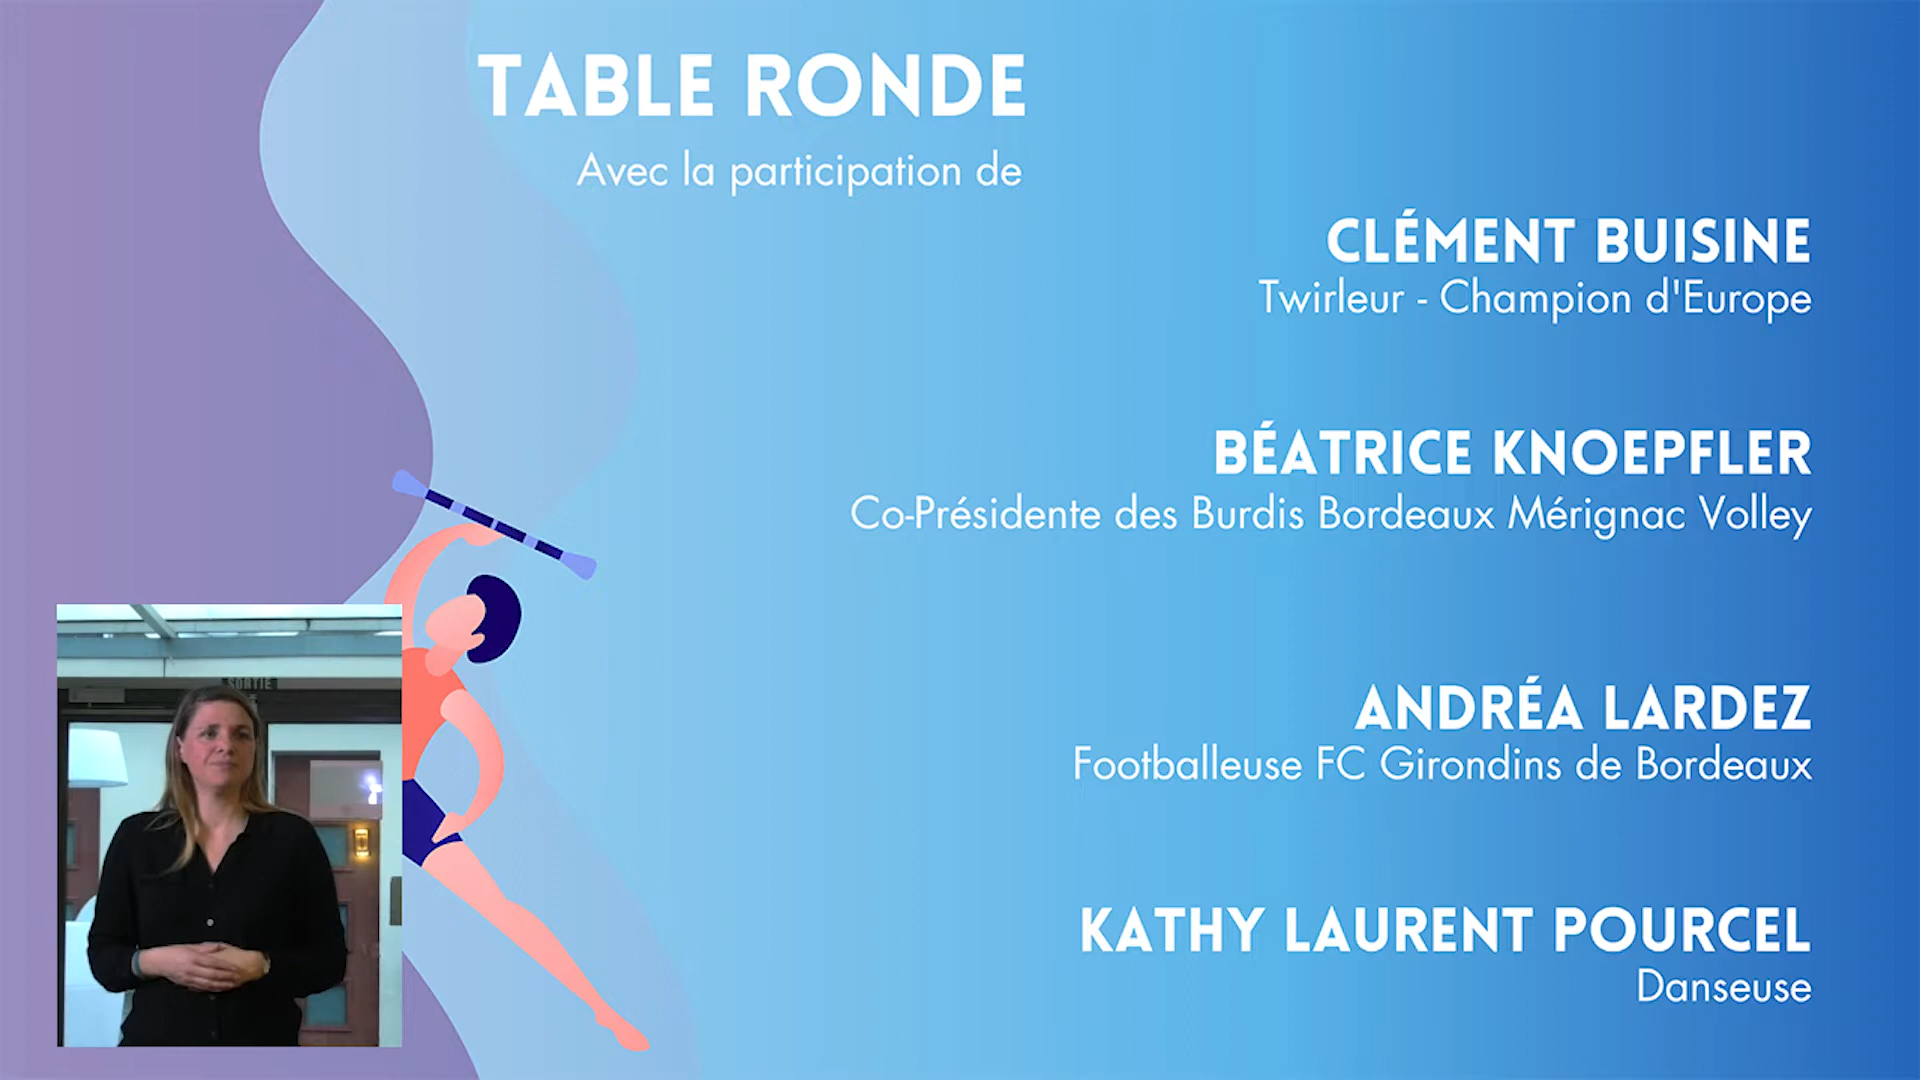 TABLE RONDE
Avec la participation de
CLÉMENT BUISINE
Twirleur - Champion d'Europe
BÉATRICE KNOEPFLER
Co-Présidente des Burdis Bordeaux Mérignac Volley
ANDRÉA LARDEZ
Footballeuse FC Girondins de Bordeaux
KATHY LAURENT POURCEL
Danseuse
SORTIE